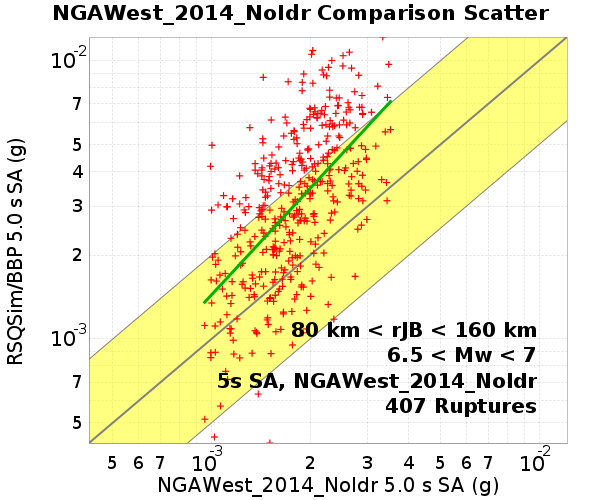 NGAWest_2014_NoIdr Comparison Scatter
RSQSim/BBP 5.0 s SA (g)
10-2
7
5
4
3
2
10-3
7
5
80 km < rJB < 160 km
6.5 < Mw < 7
5s SA, NGAWest_2014_NoIdr
407 Ruptures
5 6 7 10-3 2 3 4 5 6 7 10-2
NGAWest_2014_NoIdr 5.0 s SA (g)